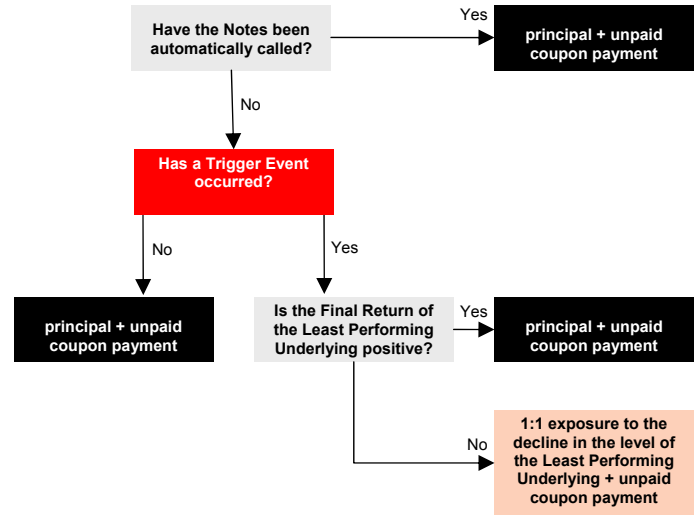 Have the Notes been
automatically called?
Yes
principal + unpaid
coupon payment
No
Has a Trigger Event
occurred?
No
Yes
principal + unpaid
coupon payment
Is the Final Return of
the Least Performing
Underlying positive?
Yes
principal + unpaid
coupon payment
No
1:1 exposure to the
decline in the level of
the Least Performing
Underlying + unpaid
coupon payment